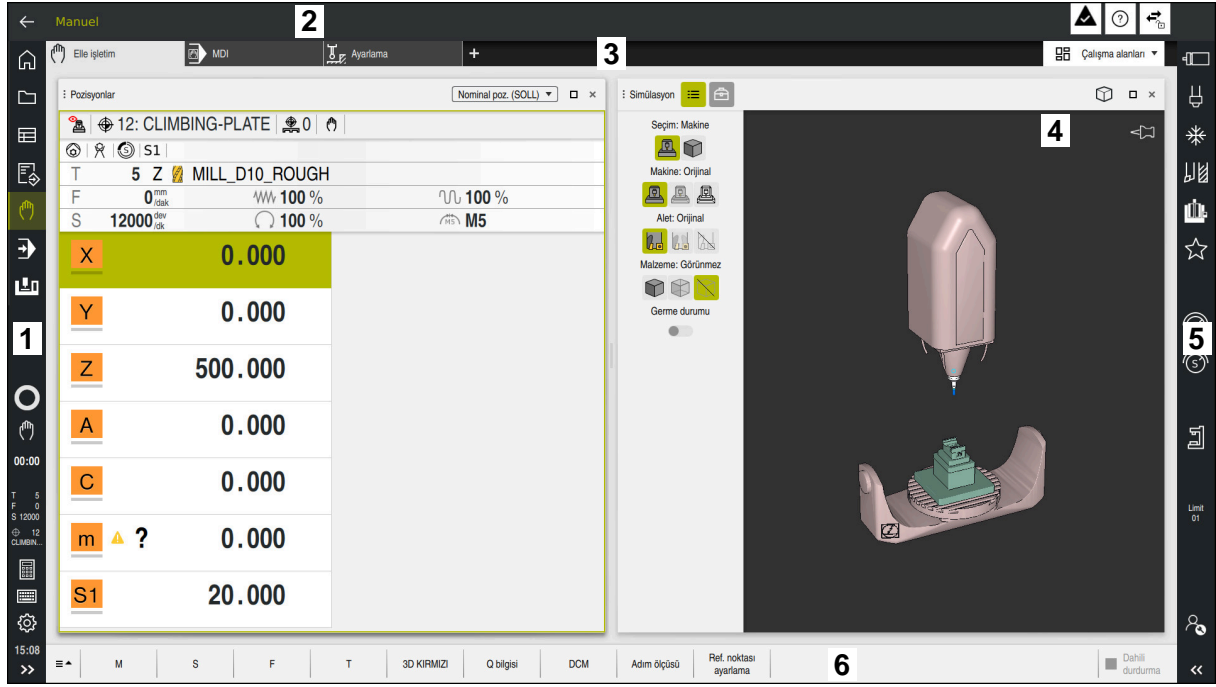 Manuel
2
Elle işletim
MDI
Ayarlama
+
3
Çalışma alanları
Pozisyonlar
Nominal poz. (SOLL)
12: CLIMBING-PLATE
0
S1
T 5 Z MILL_D10_ROUGH
F 0 mm/dak 100 % 100 %
S 12000 dev/dk 100 % M5
X 0.000
Y 0.000
Z 500.000
A 0.000
C 0.000
m ? 0.000
S1 20.000
Simülasyon
Seçim: Makine
Makine: Orijinal
Alet: Orijinal
Malzeme: Görünmez
Germe durumu
4
1
00:00
T 5
F 0
S 12000
12
CLIMBIN...
15:08
5
S
Limit
01
M
S
F
T
3D KIRMIZI
Q bilgisi
DCM
Adım ölçüsü
Ref. noktası
ayarlama
6
Dahili
durdurma